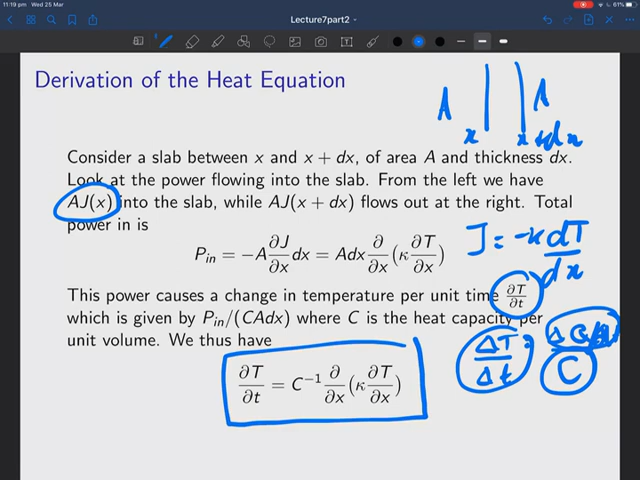 11:19 pm Wed 25 Mar
61%
Lecture7part2
Derivation of the Heat Equation
A
A
x
x+dx
Consider a slab between x and x + dx, of area A and thickness dx.
Look at the power flowing into the slab. From the left we have
AJ(x) into the slab, while AJ(x + dx) flows out at the right. Total
power in is
P_in = −A ∂J/∂x dx = Adx ∂/∂x (κ ∂T/∂x)
J = -κ dT/dx
This power causes a change in temperature per unit time ∂T/∂t
which is given by P_in/(CAdx) where C is the heat capacity per
unit volume. We thus have
ΔT/Δt =
C
∂T/∂t = C⁻¹ ∂/∂x (κ ∂T/∂x)